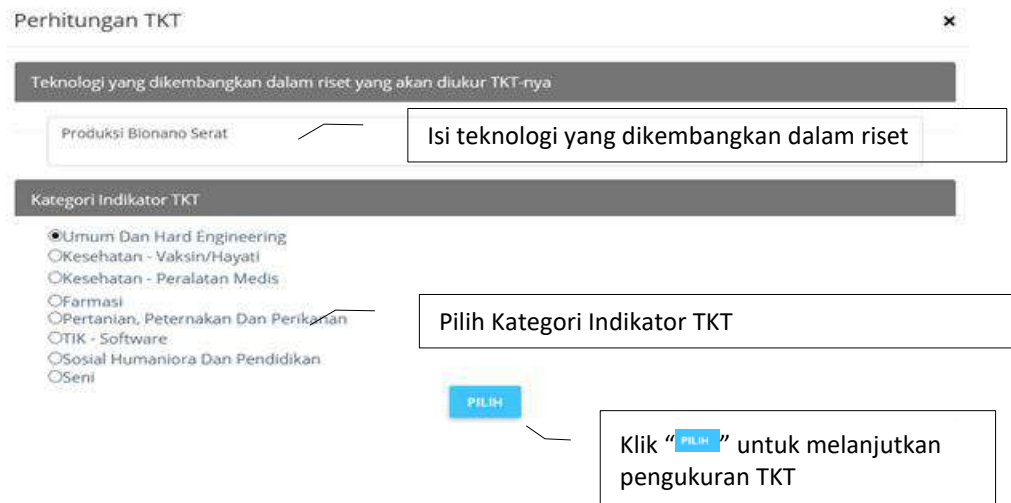 Perhitungan TKT
×
Teknologi yang dikembangkan dalam riset yang akan diukur TKT-nya
Produksi Bionano Serat
Isi teknologi yang dikembangkan dalam riset
Kategori Indikator TKT
Umum Dan Hard Engineering
Kesehatan - Vaksin/Hayati
Kesehatan - Peralatan Medis
Farmasi
Pertanian, Peternakan Dan Perikanan
TIK - Software
Sosial Humaniora Dan Pendidikan
Seni
Pilih Kategori Indikator TKT
PILIH
Klik “PILIH” untuk melanjutkan
pengukuran TKT